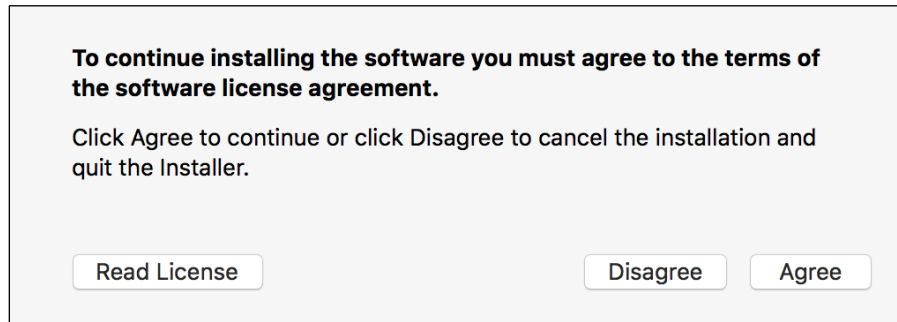 To continue installing the software you must agree to the terms of
the software license agreement.
Click Agree to continue or click Disagree to cancel the installation and
quit the Installer.
Read License
Disagree
Agree